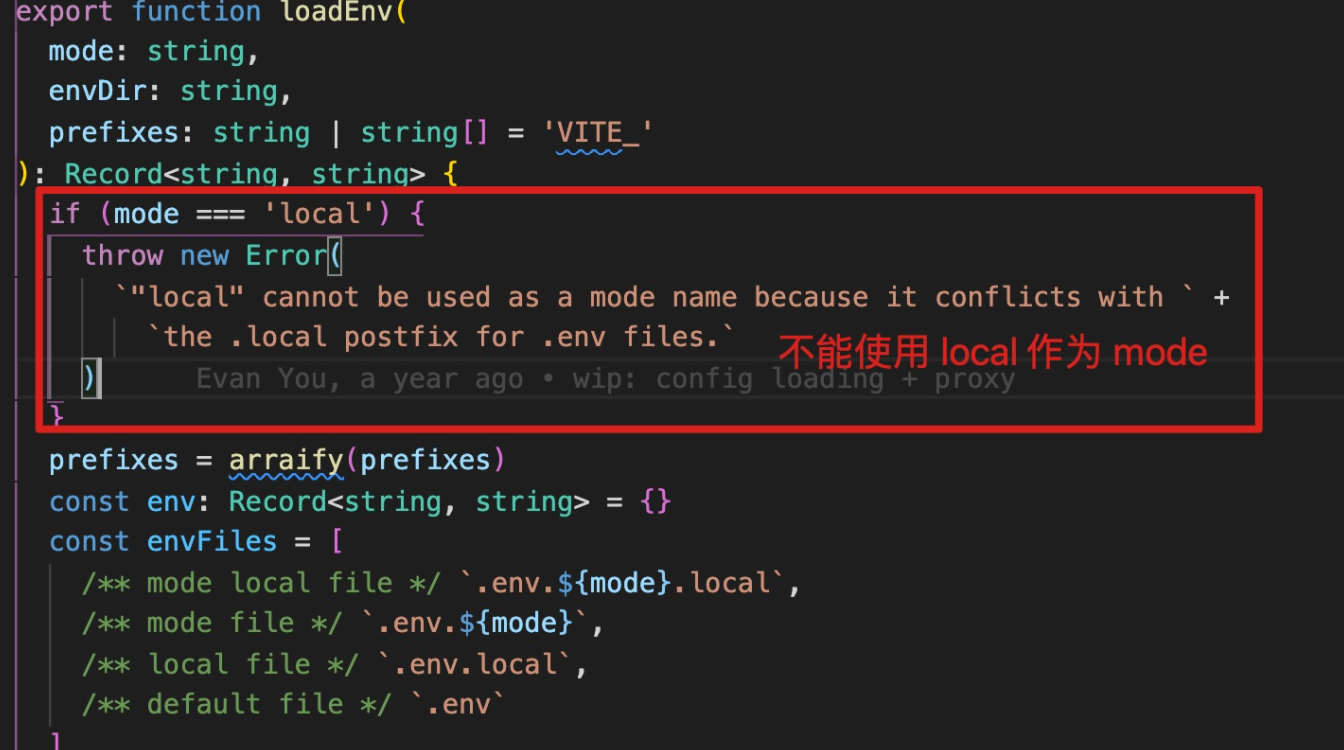 export function loadEnv(
mode: string,
envDir: string,
prefixes: string | string[] = 'VITE_'
): Record<string, string> {
if (mode === 'local') {
throw new Error(
`"local" cannot be used as a mode name because it conflicts with ` +
`the .local postfix for .env files.`
不能使用 local 作为 mode
) Evan You, a year ago • wip: config loading + proxy
}
prefixes = arraify(prefixes)
const env: Record<string, string> = {}
const envFiles = [
/** mode local file */ `.env.${mode}.local`,
/** mode file */ `.env.${mode}`,
/** local file */ `.env.local`,
/** default file */ `.env`
]